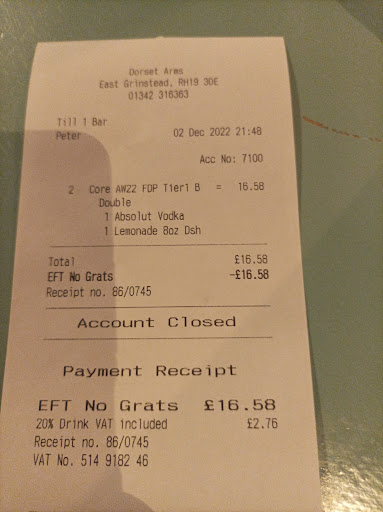 Dorset Arms
East Grinstead, RH19 3DE
01342 316363
Till 1 Bar
Peter 02 Dec 2022 21:48
Acc No: 7100
2 Core AW22 FDP Tier1 B = 16.58
Double
1 Absolut Vodka
1 Lemonade 8oz Dsh
Total £16.58
EFT No Grats -£16.58
Receipt no. 86/0745
Account Closed
Payment Receipt
EFT No Grats £16.58
20% Drink VAT included £2.76
Receipt no. 86/0745
VAT No. 514 9182 46